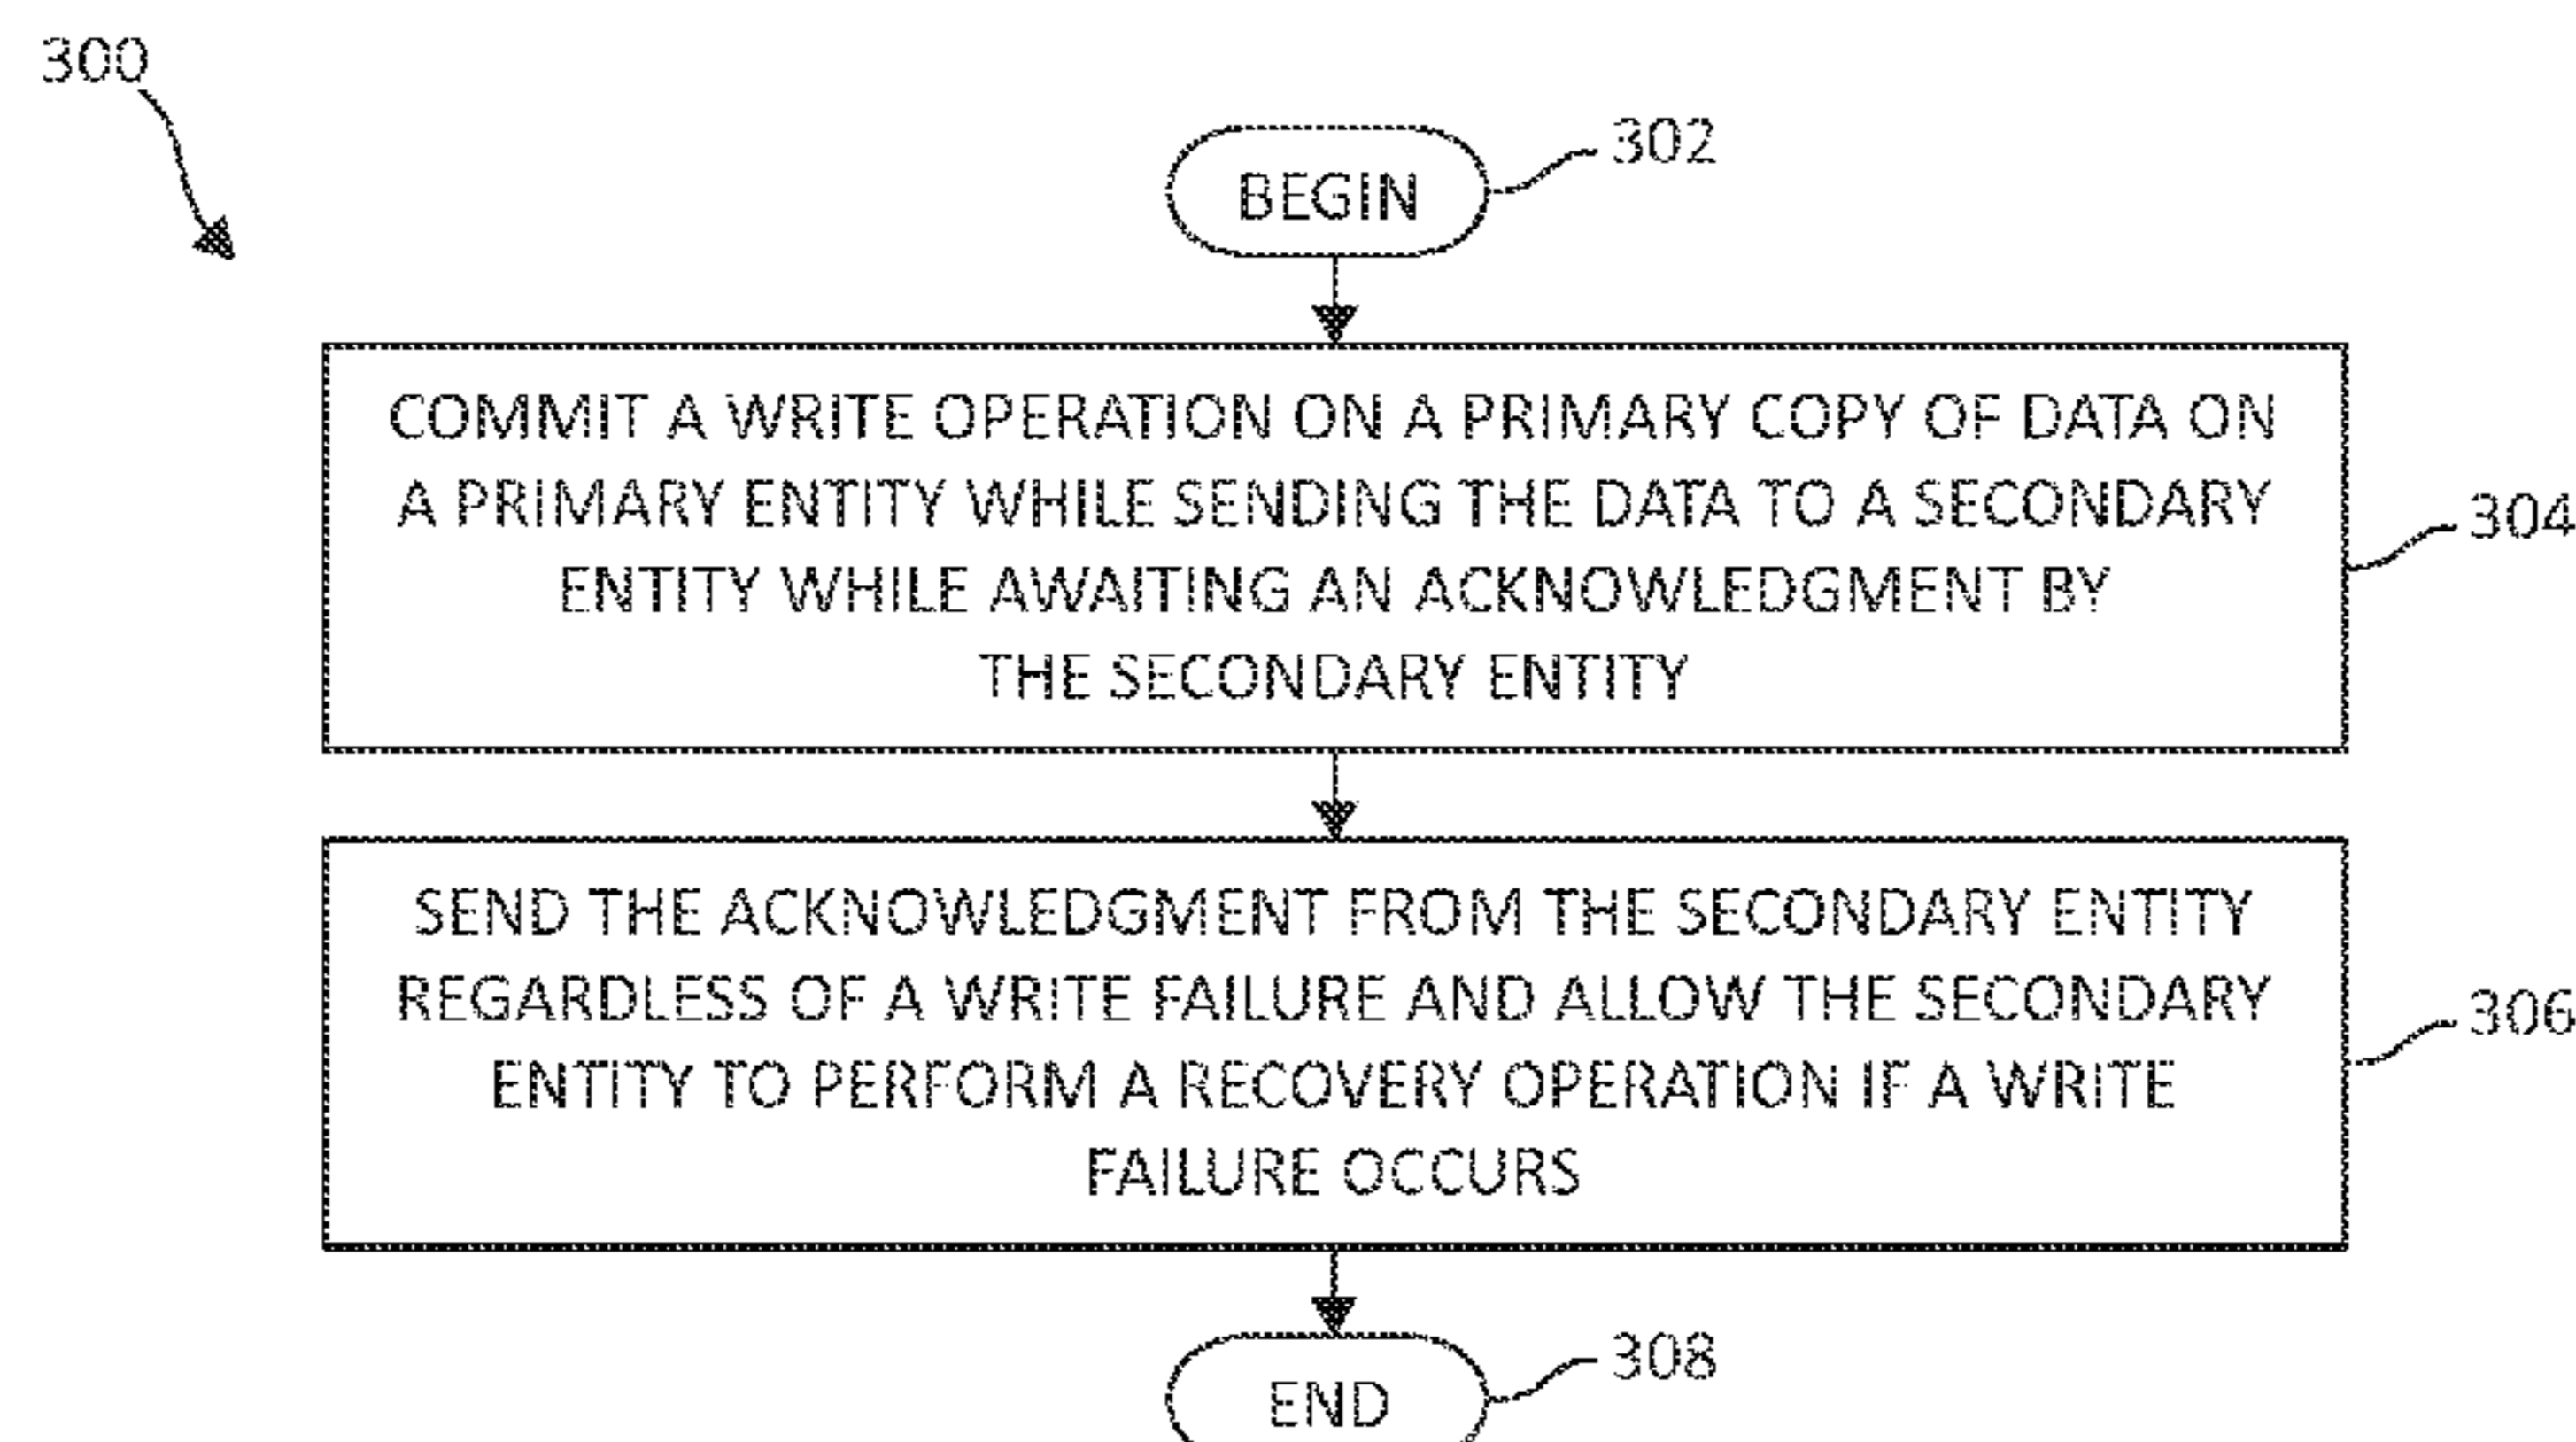 300
302
BEGIN
COMMIT A WRITE OPERATION ON A PRIMARY COPY OF DATA ON
A PRIMARY ENTITY WHILE SENDING THE DATA TO A SECONDARY
ENTITY WHILE AWAITING AN ACKNOWLEDGMENT BY
THE SECONDARY ENTITY
304
SEND THE ACKNOWLEDGMENT FROM THE SECONDARY ENTITY
REGARDLESS OF A WRITE FAILURE AND ALLOW THE SECONDARY
ENTITY TO PERFORM A RECOVERY OPERATION IF A WRITE
FAILURE OCCURS
306
308
END